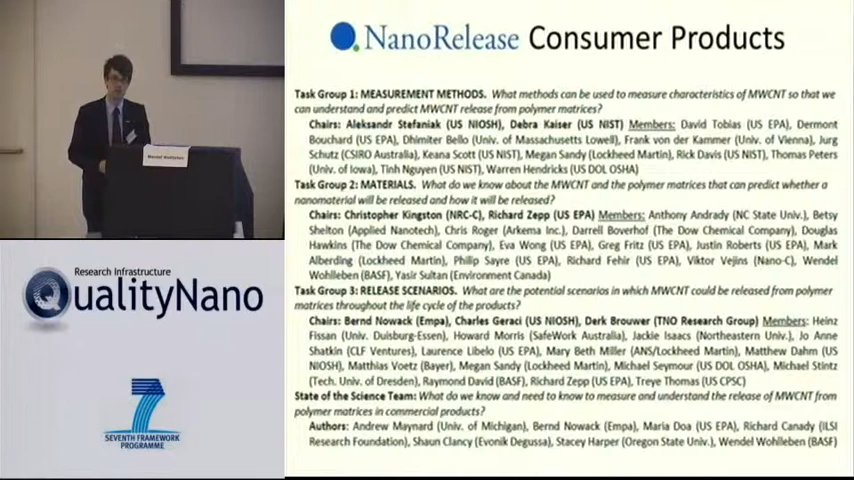 NanoRelease Consumer Products
Task Group 1: MEASUREMENT METHODS. What methods can be used to measure characteristics of MWCNT so that we
can understand and predict MWCNT release from polymer matrices?
Chairs: Aleksandr Stefaniak (US NIOSH), Debra Kaiser (US NIST) Members: David Tobias (US EPA), Dermont
Bouchard (US EPA), Dhimiter Bello (Univ. of Massachusetts Lowell), Frank von der Kammer (Univ. of Vienna), Jurg
Schutz (CSIRO Australia), Keana Scott (US NIST), Megan Sandy (Lockheed Martin), Rick Davis (US NIST), Thomas Peters
(Univ. of Iowa), Tinh Nguyen (US NIST), Warren Hendricks (US DOL OSHA)
Task Group 2: MATERIALS. What do we know about the MWCNT and the polymer matrices that can predict whether a
nanomaterial will be released and how it will be released?
Chairs: Christopher Kingston (NRC-C), Richard Zepp (US EPA) Members: Anthony Andrady (NC State Univ.), Betsy
Shelton (Applied Nanotech), Chris Roger (Arkema Inc.), Darrell Boverhof (The Dow Chemical Company), Douglas
Hawkins (The Dow Chemical Company), Eva Wong (US EPA), Greg Fritz (US EPA), Justin Roberts (US EPA), Mark
Alberding (Lockheed Martin), Philip Sayre (US EPA), Richard Fehir (US EPA), Viktor Vejins (Nano-C), Wendel
Wohlleben (BASF), Yasir Sultan (Environment Canada)
Task Group 3: RELEASE SCENARIOS. What are the potential scenarios in which MWCNT could be released from polymer
matrices throughout the life cycle of the products?
Chairs: Bernd Nowack (Empa), Charles Geraci (US NIOSH), Derk Brouwer (TNO Research Group) Members: Heinz
Fissan (Univ. Duisburg-Essen), Howard Morris (SafeWork Australia), Jackie Isaacs (Northeastern Univ.), Jo Anne
Shatkin (CLF Ventures), Laurence Libelo (US EPA), Mary Beth Miller (ANS/Lockheed Martin), Matthew Dahm (US
NIOSH), Matthias Voetz (Bayer), Megan Sandy (Lockheed Martin), Michael Seymour (US DOL OSHA), Michael Stintz
(Tech. Univ. of Dresden), Raymond David (BASF), Richard Zepp (US EPA), Treye Thomas (US CPSC)
State of the Science Team: What do we know and need to know to measure and understand the release of MWCNT from
polymer matrices in commercial products?
Authors: Andrew Maynard (Univ. of Michigan), Bernd Nowack (Empa), Maria Doa (US EPA), Richard Canady (ILSI
Research Foundation), Shaun Clancy (Evonik Degussa), Stacey Harper (Oregon State Univ.), Wendel Wohlleben (BASF)
Wendel Wohlleben
Research Infrastructure
QualityNano
7
SEVENTH FRAMEWORK
PROGRAMME